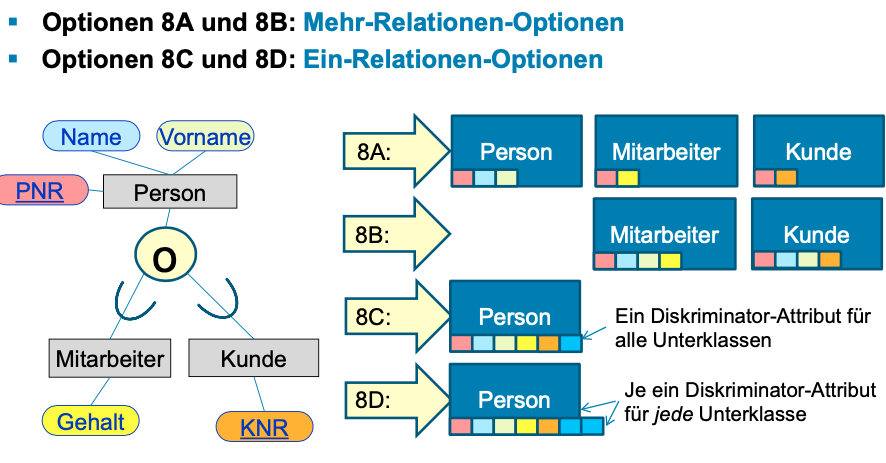 ▪ Optionen 8A und 8B: Mehr-Relationen-Optionen
▪ Optionen 8C und 8D: Ein-Relationen-Optionen
Name
Vorname
PNR
Person
O
Mitarbeiter
Kunde
Gehalt
KNR
8A:
Person
Mitarbeiter
Kunde
8B:
Mitarbeiter
Kunde
8C:
Person
Ein Diskriminator-Attribut für
alle Unterklassen
8D:
Person
Je ein Diskriminator-Attribut
für jede Unterklasse